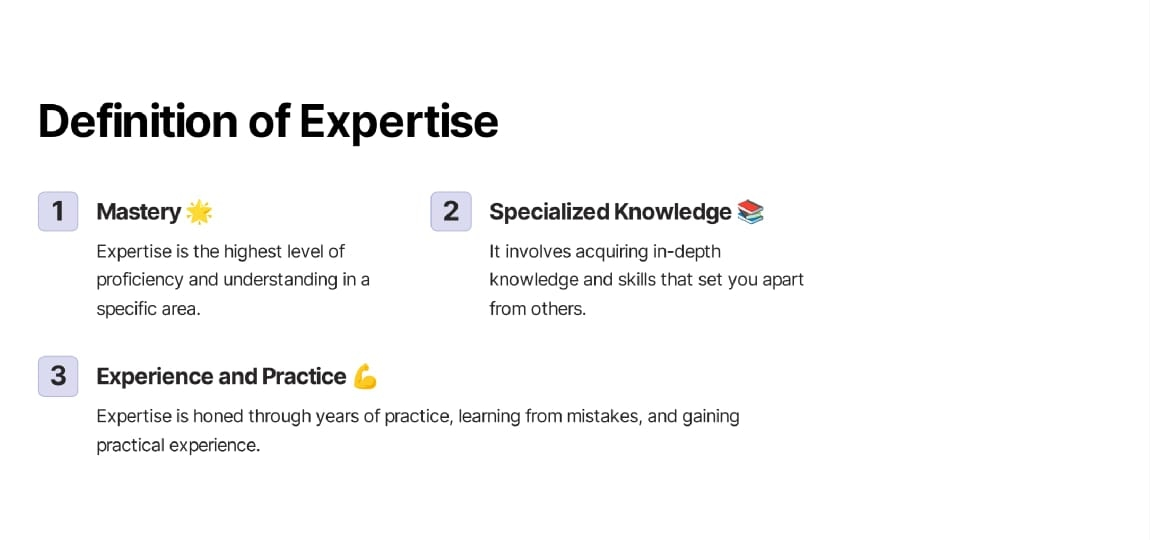 Definition of Expertise
1
Mastery 🌟
Expertise is the highest level of
proficiency and understanding in a
specific area.
2
Specialized Knowledge 📚
It involves acquiring in-depth
knowledge and skills that set you apart
from others.
3
Experience and Practice 💪
Expertise is honed through years of practice, learning from mistakes, and gaining
practical experience.